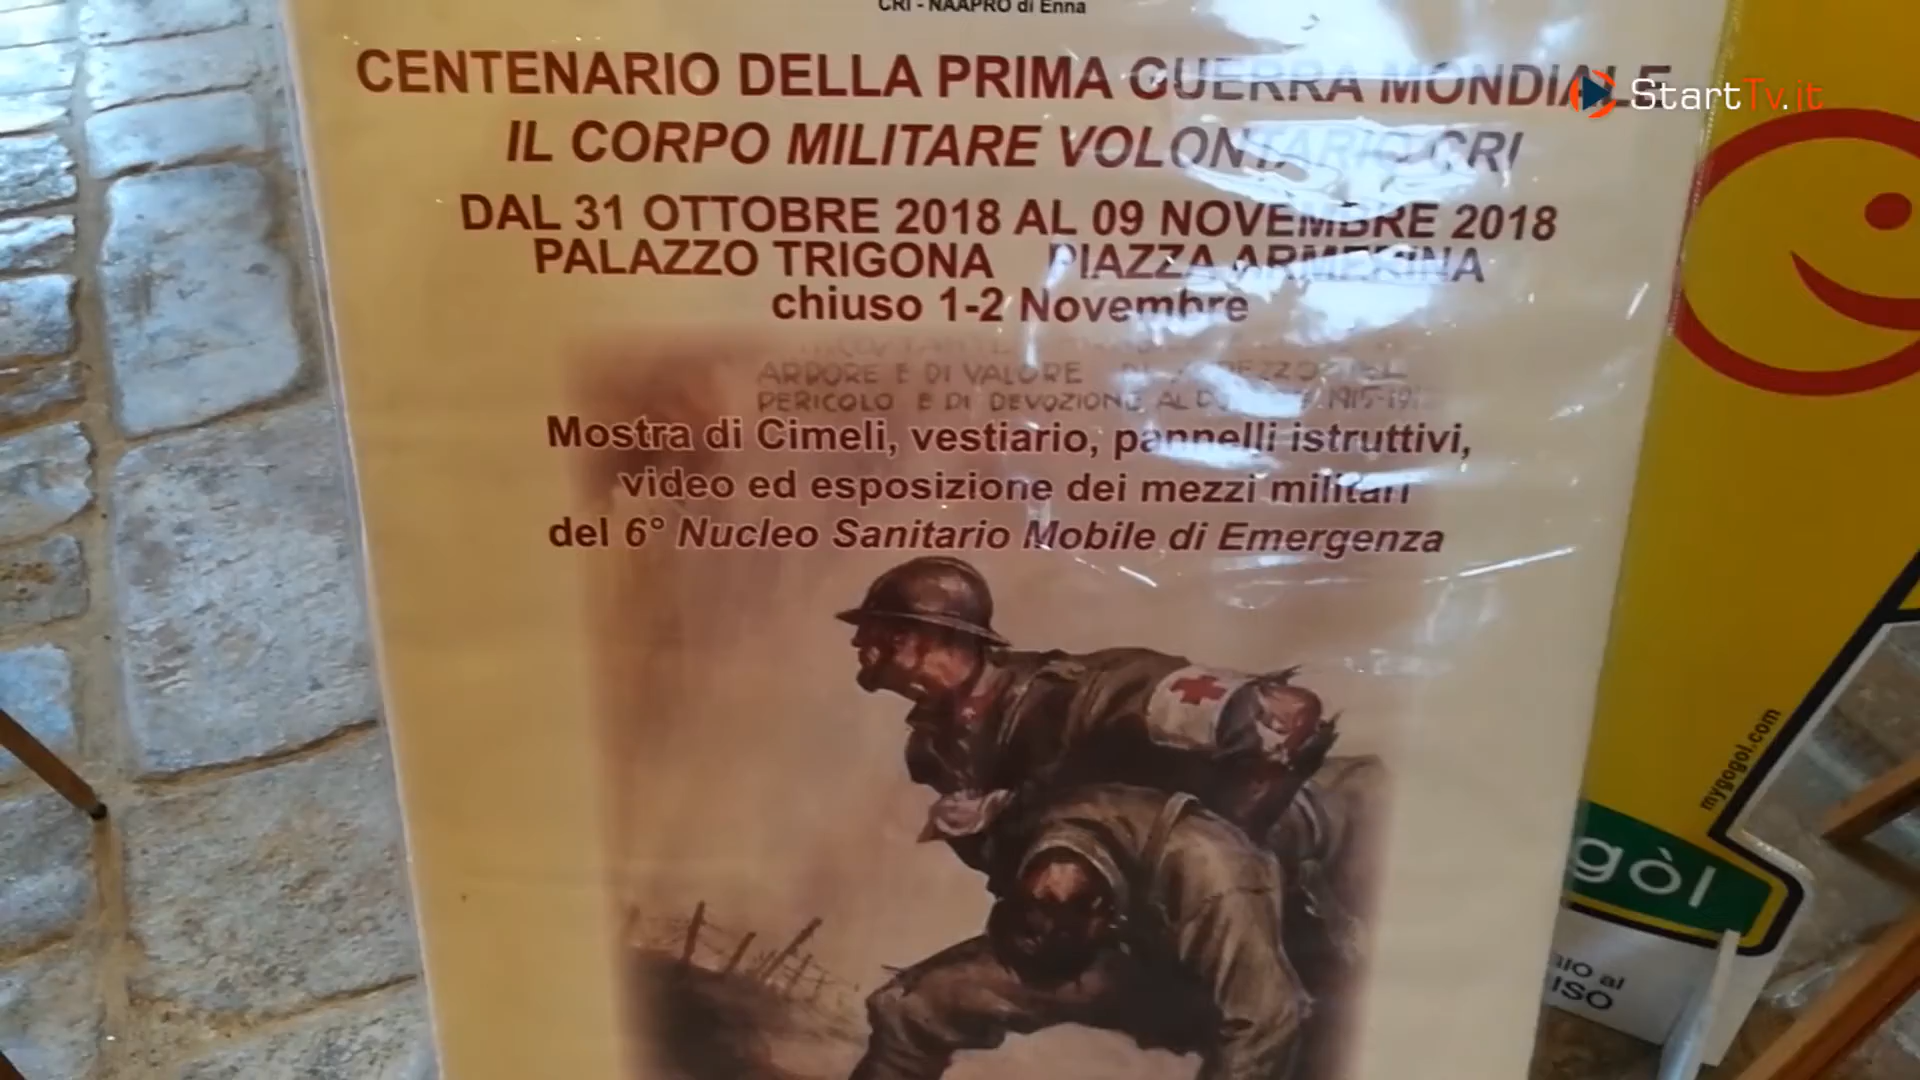 CRI - NAAPRO di Enna
CENTENARIO DELLA PRIMA GUERRA MONDIALE
StartTv.it
IL CORPO MILITARE VOLONTARIO CRI
DAL 31 OTTOBRE 2018 AL 09 NOVEMBRE 2018
PALAZZO TRIGONA PIAZZA ARMERINA
chiuso 1-2 Novembre
ARDORE E DI VALORE
PERICOLO E DI DEVOZIONE AL
Mostra di Cimeli, vestiario, pannelli istruttivi,
video ed esposizione dei mezzi militari
del 6° Nucleo Sanitario Mobile di Emergenza
mygogol.com
gòl